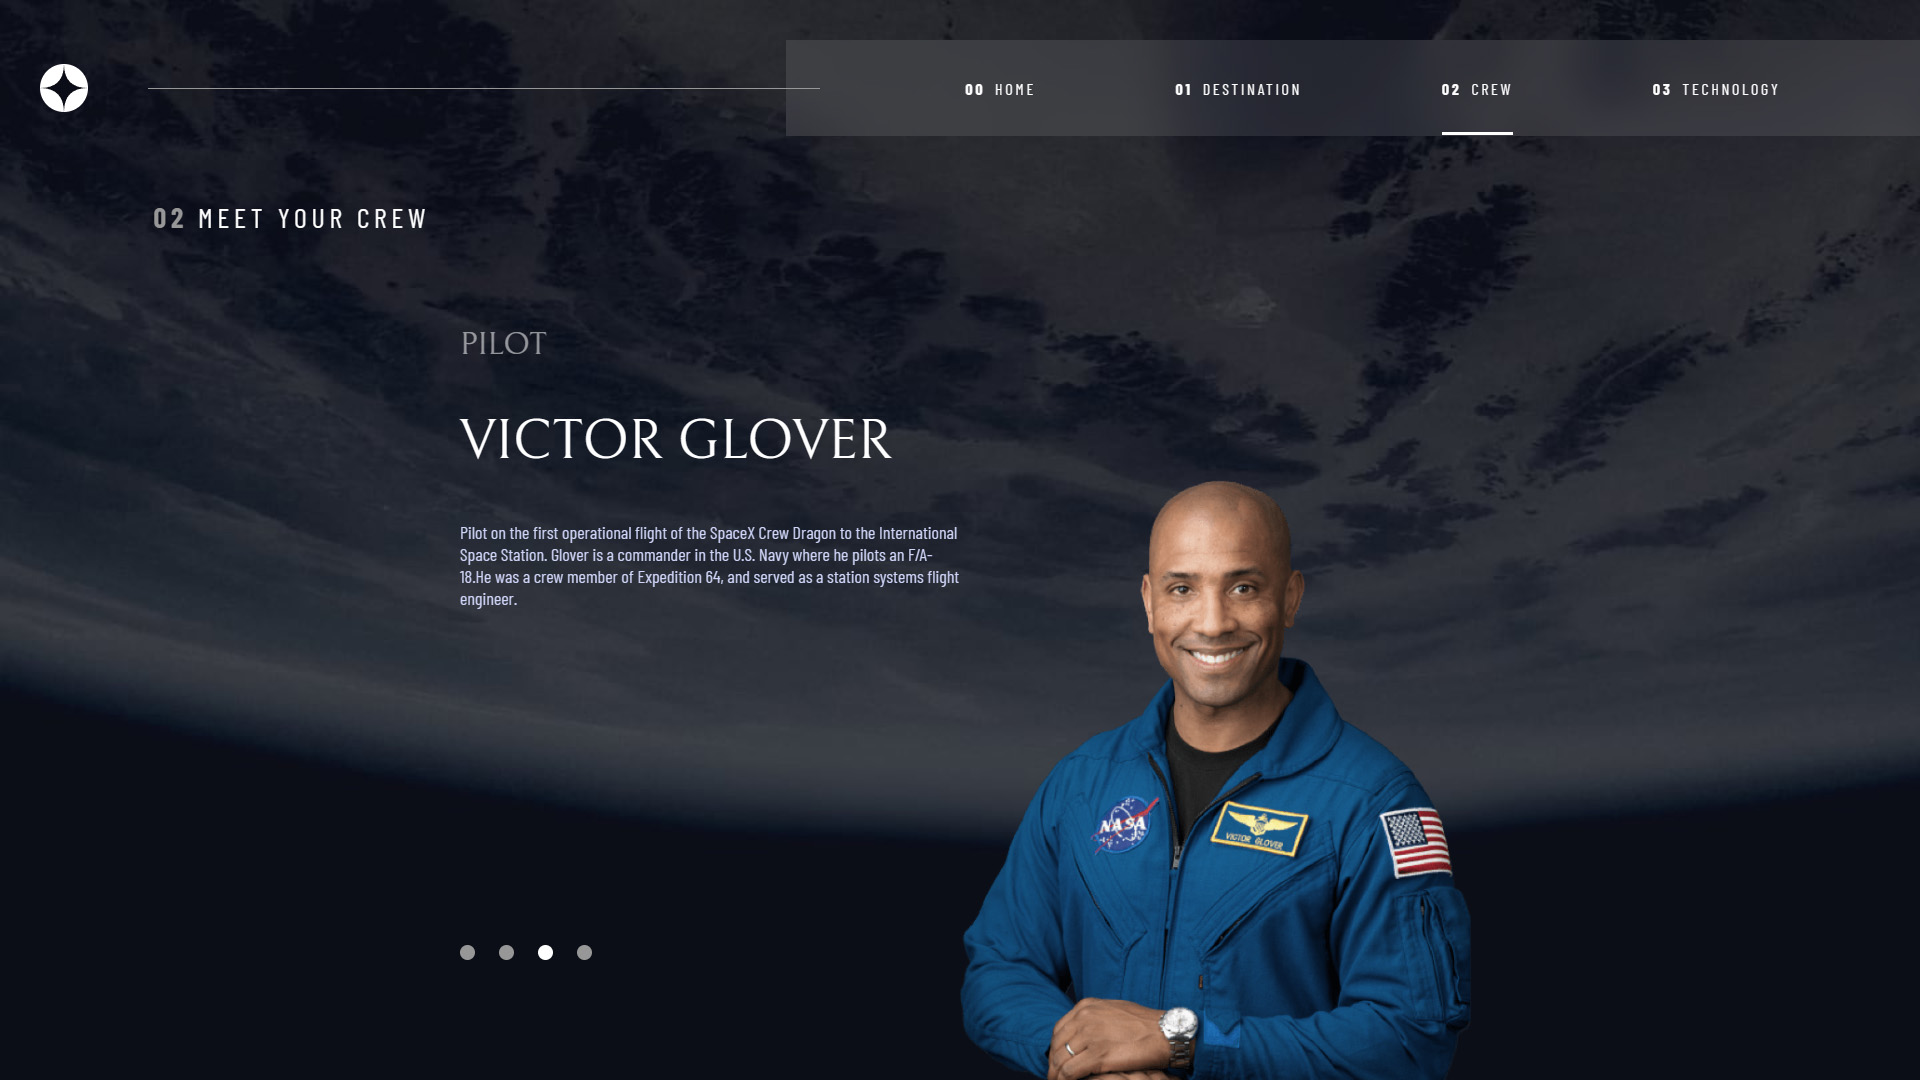 00 HOME
01 DESTINATION
02 CREW
03 TECHNOLOGY
02 MEET YOUR CREW
PILOT
VICTOR GLOVER
Pilot on the first operational flight of the SpaceX Crew Dragon to the International
Space Station. Glover is a commander in the U.S. Navy where he pilots an F/A-
18.He was a crew member of Expedition 64, and served as a station systems flight
engineer.
NASA
VICTOR GLOVER